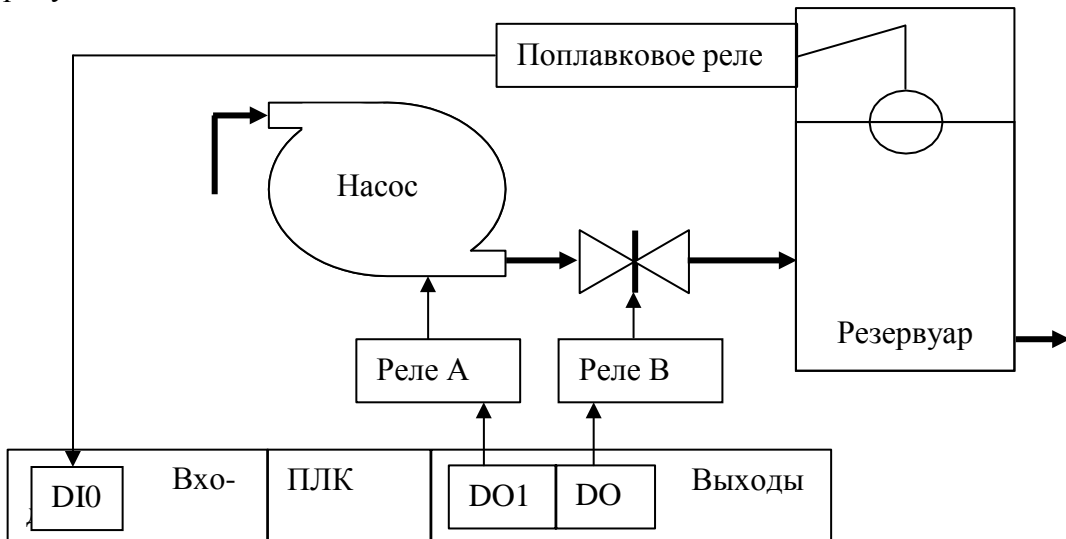 Поплавковое реле
Насос
Резервуар
Реле А
Реле В
Вхо-
ПЛК
Выходы
DI0
DO1
DO